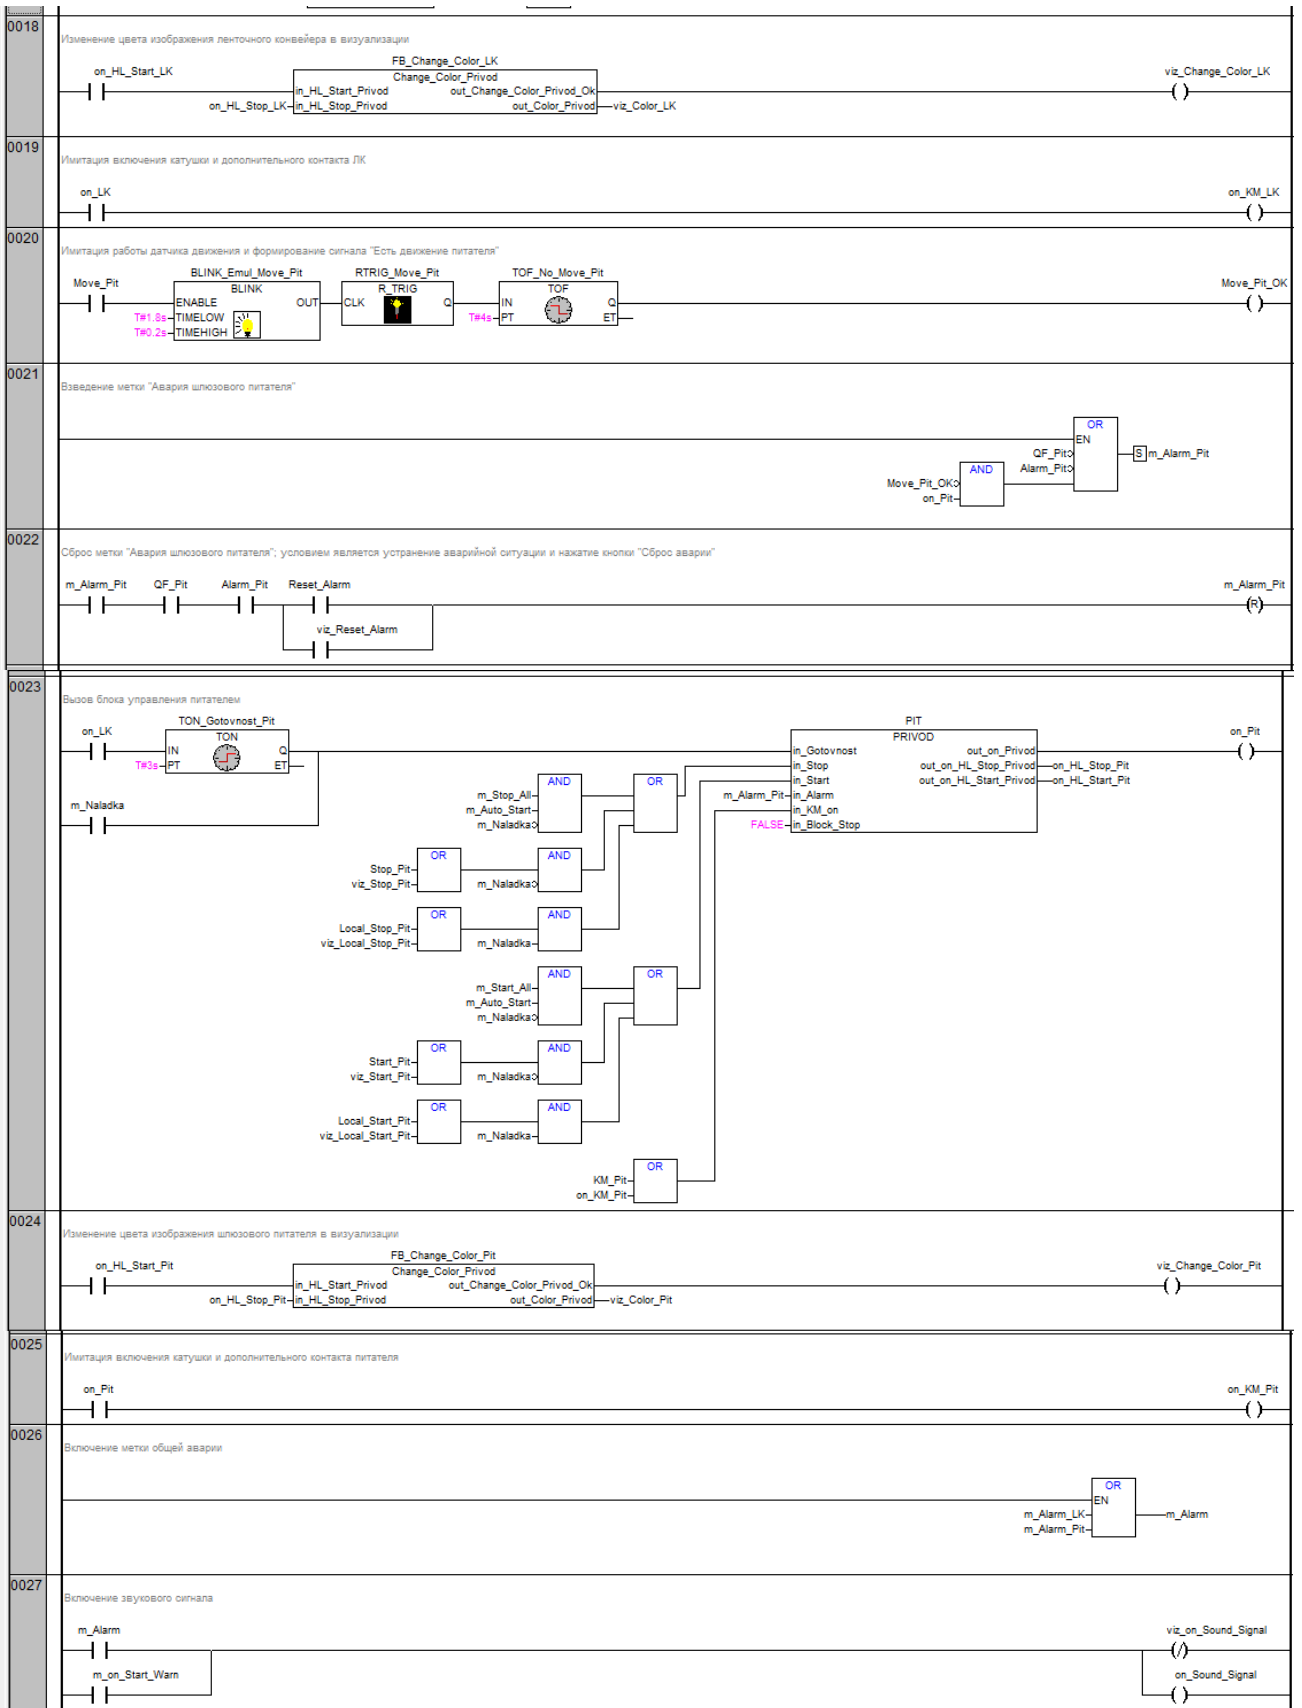 0018
Изменение цвета изображения ленточного конвейера в визуализации
FB_Change_Color_LK
on_HL_Start_LK
Change_Color_Privod
viz_Change_Color_LK
in_HL_Start_Privod out_Change_Color_Privod_Ok
( )
on_HL_Stop_LK in_HL_Stop_Privod out_Color_Privod viz_Color_LK
0019
Имитация включения катушки и дополнительного контакта ЛК
on_LK on_KM_LK
( )
0020
Имитация работы датчика движения и формирование сигнала "Есть движение питателя"
BLINK_Emul_Move_Pit RTRIG_Move_Pit TOF_No_Move_Pit
Move_Pit BLINK R_TRIG TOF Move_Pit_OK
ENABLE OUT CLK Q IN Q ( )
T#1.8s TIMELOW T#4s PT ET
T#0.2s TIMEHIGH
0021
Взведение метки "Авария шлюзового питателя"
OR
EN
QF_Pit S m_Alarm_Pit
AND Alarm_Pit
Move_Pit_OK
on_Pit
0022
Сброс метки "Авария шлюзового питателя"; условием является устранение аварийной ситуации и нажатие кнопки "Сброс аварии"
m_Alarm_Pit QF_Pit Alarm_Pit Reset_Alarm m_Alarm_Pit
(R)
viz_Reset_Alarm
0023
Вызов блока управления питателем
TON_Gotovnost_Pit PIT
on_LK TON PRIVOD on_Pit
IN Q in_Gotovnost out_on_Privod ( )
T#3s PT ET in_Stop out_on_HL_Stop_Privod on_HL_Stop_Pit
AND OR in_Start out_on_HL_Start_Privod on_HL_Start_Pit
m_Stop_All m_Alarm_Pit in_Alarm
m_Naladka m_Auto_Start in_KM_on
m_Naladka FALSE in_Block_Stop
OR AND
Stop_Pit
viz_Stop_Pit m_Naladka
OR AND
Local_Stop_Pit
viz_Local_Stop_Pit m_Naladka
AND OR
m_Start_All
m_Auto_Start
m_Naladka
OR AND
Start_Pit
viz_Start_Pit m_Naladka
OR AND
Local_Start_Pit
viz_Local_Start_Pit m_Naladka
OR
KM_Pit
on_KM_Pit
0024
Изменение цвета изображения шлюзового питателя в визуализации
FB_Change_Color_Pit
on_HL_Start_Pit Change_Color_Privod viz_Change_Color_Pit
in_HL_Start_Privod out_Change_Color_Privod_Ok ( )
on_HL_Stop_Pit in_HL_Stop_Privod out_Color_Privod viz_Color_Pit
0025
Имитация включения катушки и дополнительного контакта питателя
on_Pit on_KM_Pit
( )
0026
Включение метки общей аварии
OR
EN
m_Alarm_LK m_Alarm
m_Alarm_Pit
0027
Включение звукового сигнала
m_Alarm viz_on_Sound_Signal
(/)
m_on_Start_Warn on_Sound_Signal
( )